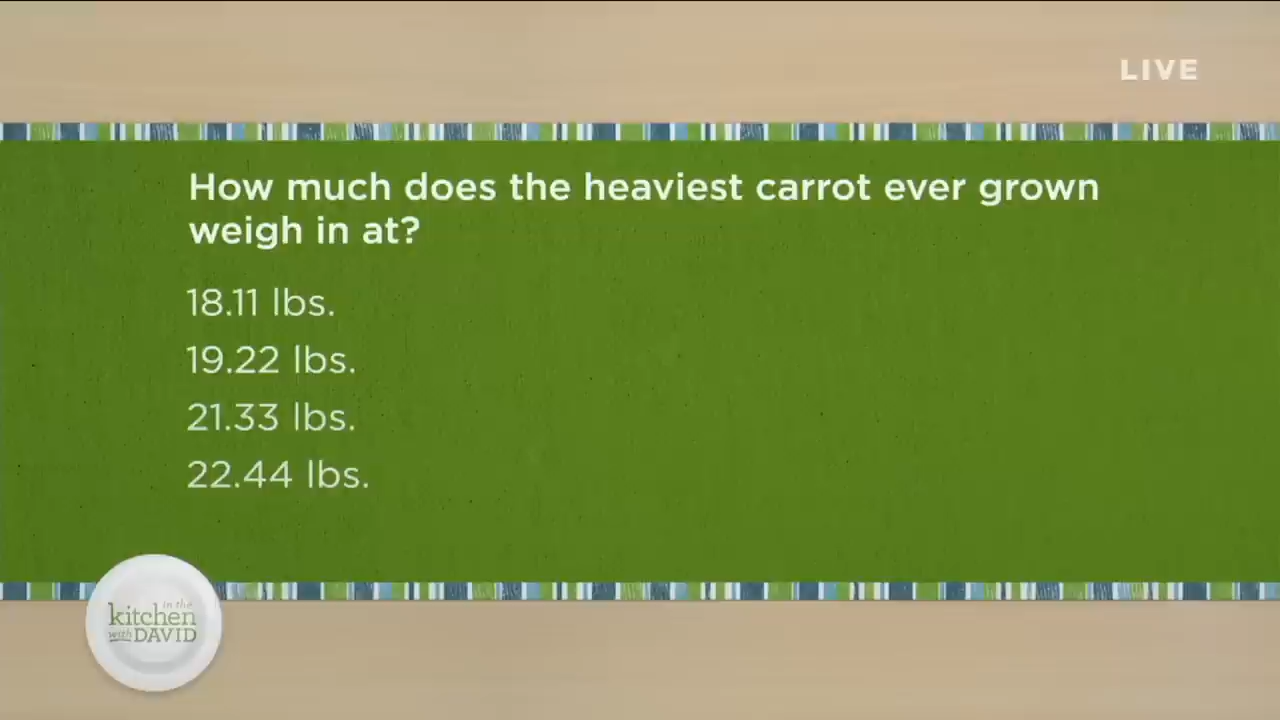 LIVE
How much does the heaviest carrot ever grown
weigh in at?
18.11 lbs.
19.22 lbs.
21.33 lbs.
22.44 lbs.
in the
kitchen
with DAVID